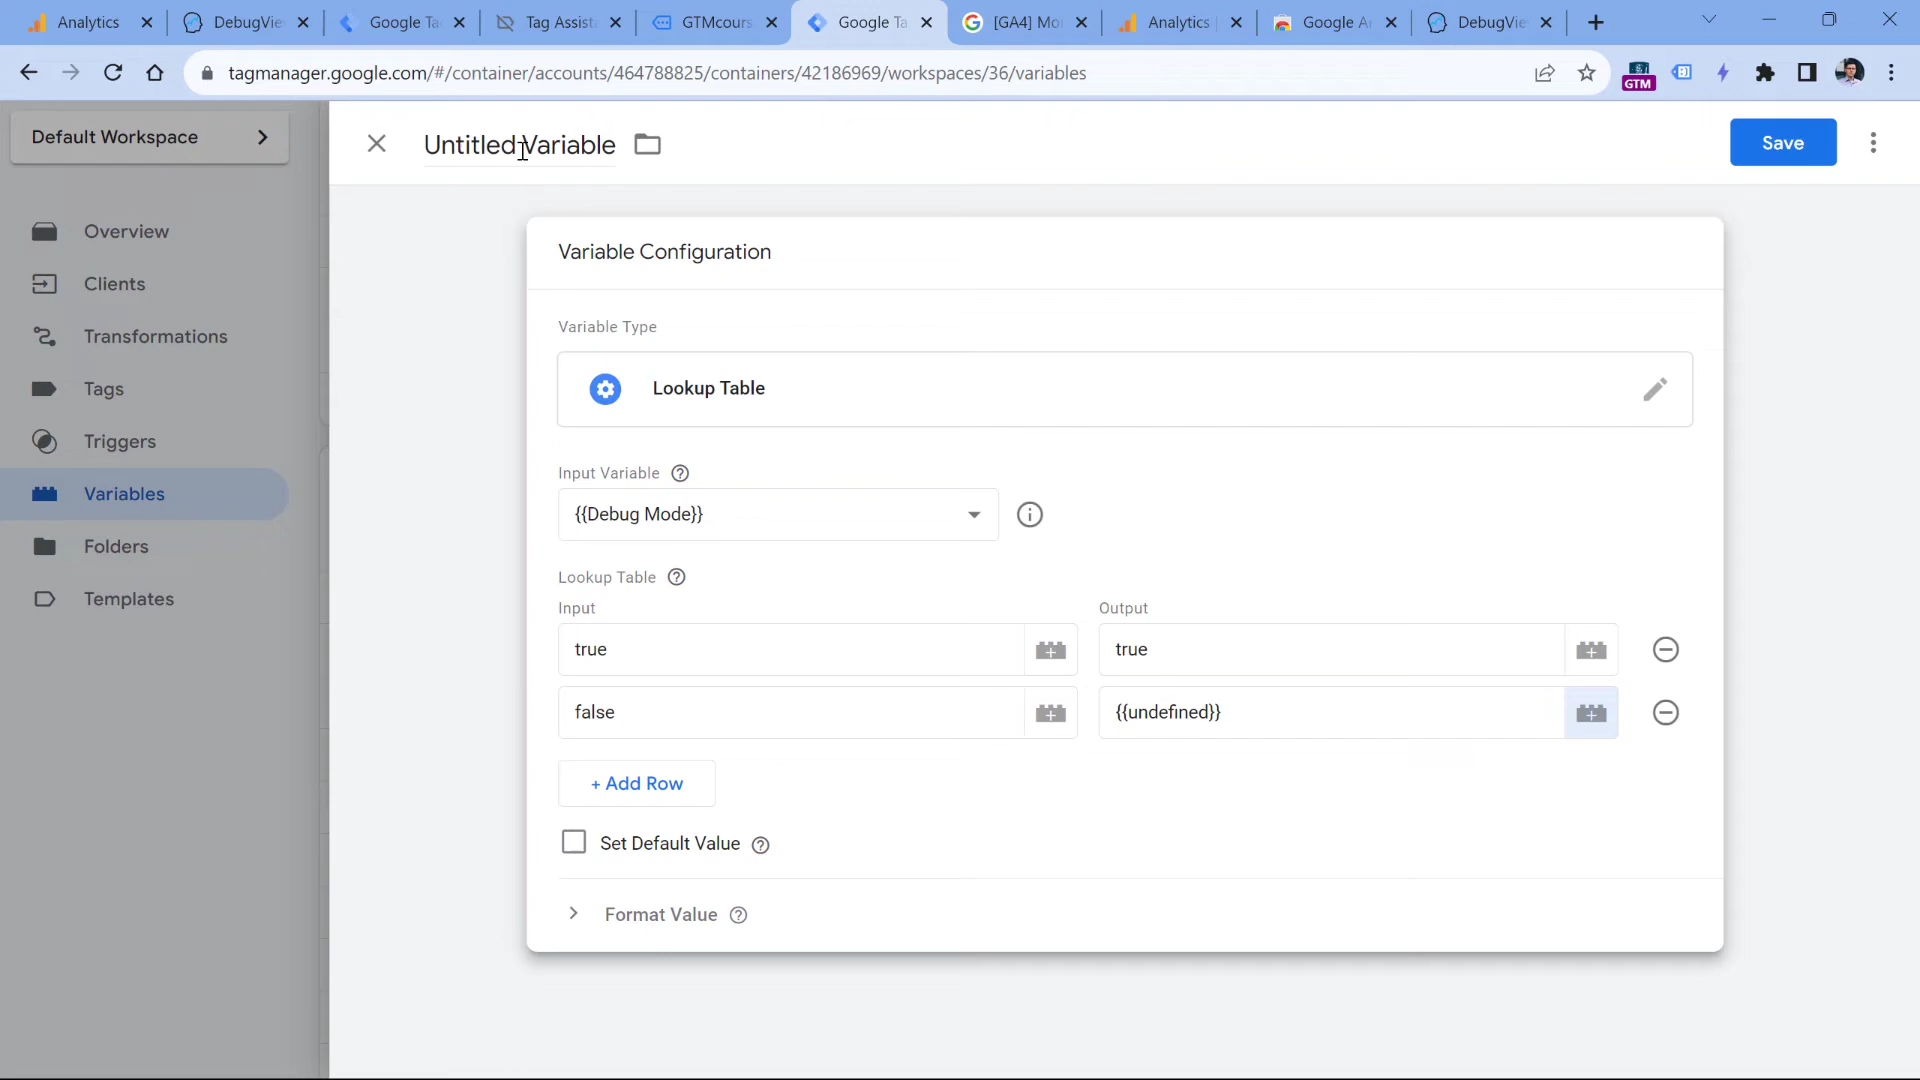 Analytics
DebugVie
Google Ta
Tag Assist
GTMcours
Google Ta
[GA4] Mo
Analytics
Google A
DebugVie
tagmanager.google.com/#/container/accounts/464788825/containers/42186969/workspaces/36/variables
GTM
Default Workspace
Untitled Variable
Save
Overview
Clients
Transformations
Tags
Triggers
Variables
Folders
Templates
Variable Configuration
Variable Type
Lookup Table
Input Variable
{{Debug Mode}}
Lookup Table
Input
Output
true
true
false
{{undefined}}
+ Add Row
Set Default Value
Format Value